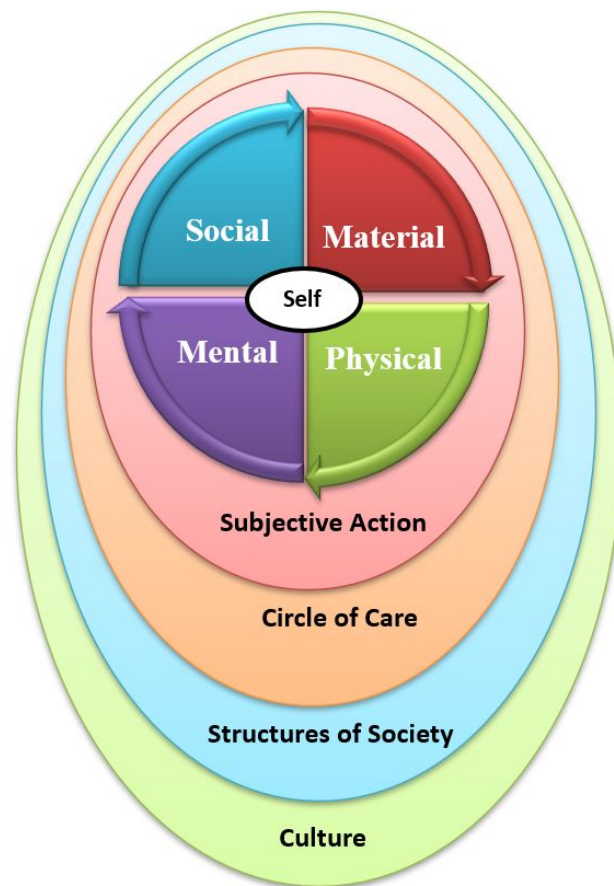 Social
Material
Self
Mental
Physical
Subjective Action
Circle of Care
Structures of Society
Culture